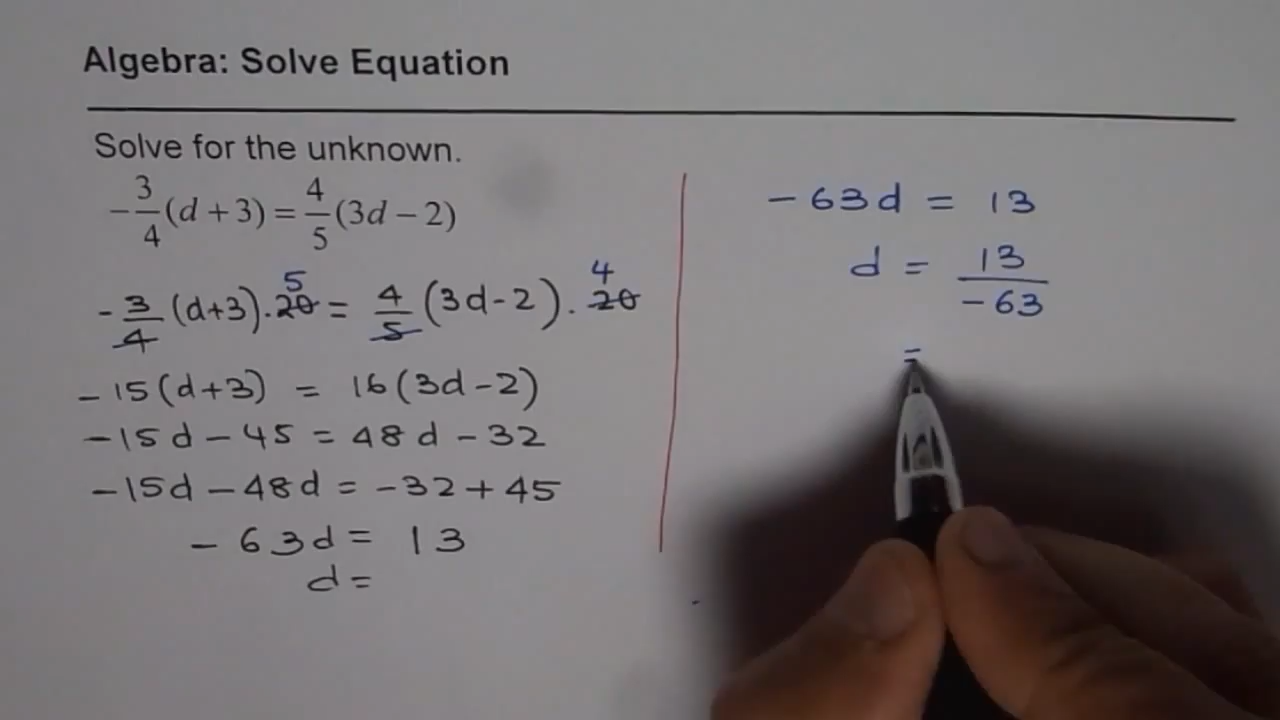 Algebra: Solve Equation
Solve for the unknown.
-3/4(d+3)=4/5(3d-2)
-3/4(d+3).20 5=4/5(3d-2).20 4
-15(d+3)=16(3d-2)
-15d-45=48d-32
-15d-48d=-32+45
-63d=13
d=
-63d=13
d=13/-63
=